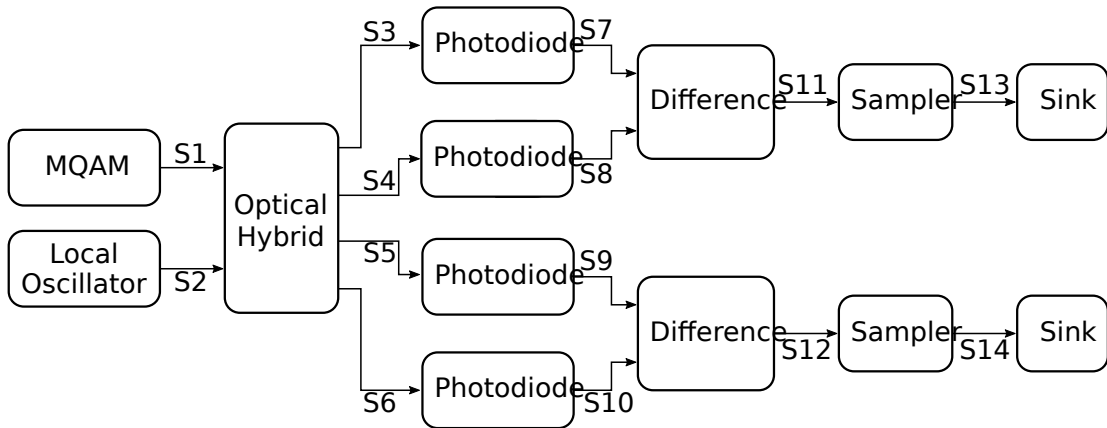 S3
Photodiode
S7
Difference
S11
Sampler
S13
Sink
MQAM
S1
S4
Photodiode
S8
Optical
Hybrid
Local
Oscillator
S2
S5
Photodiode
S9
Difference
S12
Sampler
S14
Sink
S6
Photodiode
S10